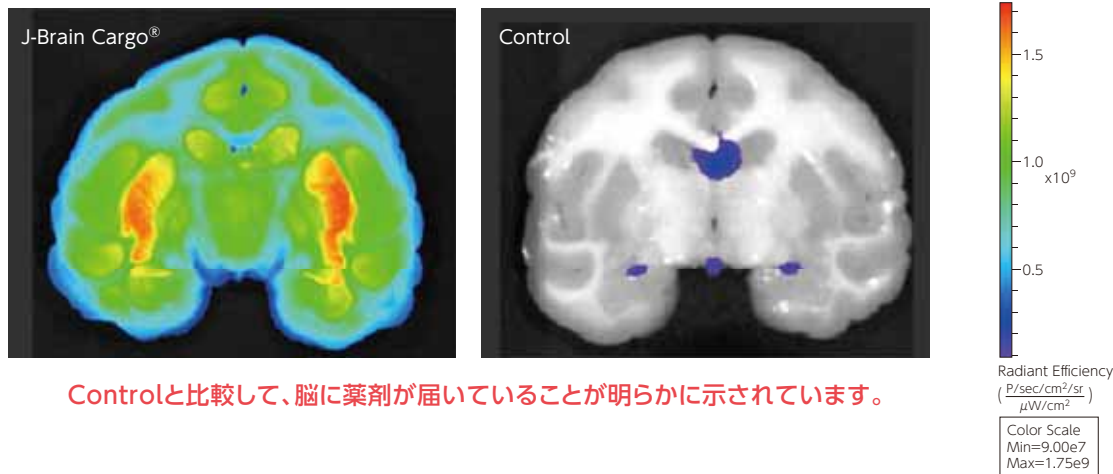 J-Brain Cargo®
Control
Controlと比較して、脳に薬剤が届いていることが明らかに示されています。
1.5
1.0
x10⁹
0.5
Radiant Efficiency
( P/sec/cm²/sr / μW/cm² )
Color Scale
Min=9.00e7
Max=1.75e9